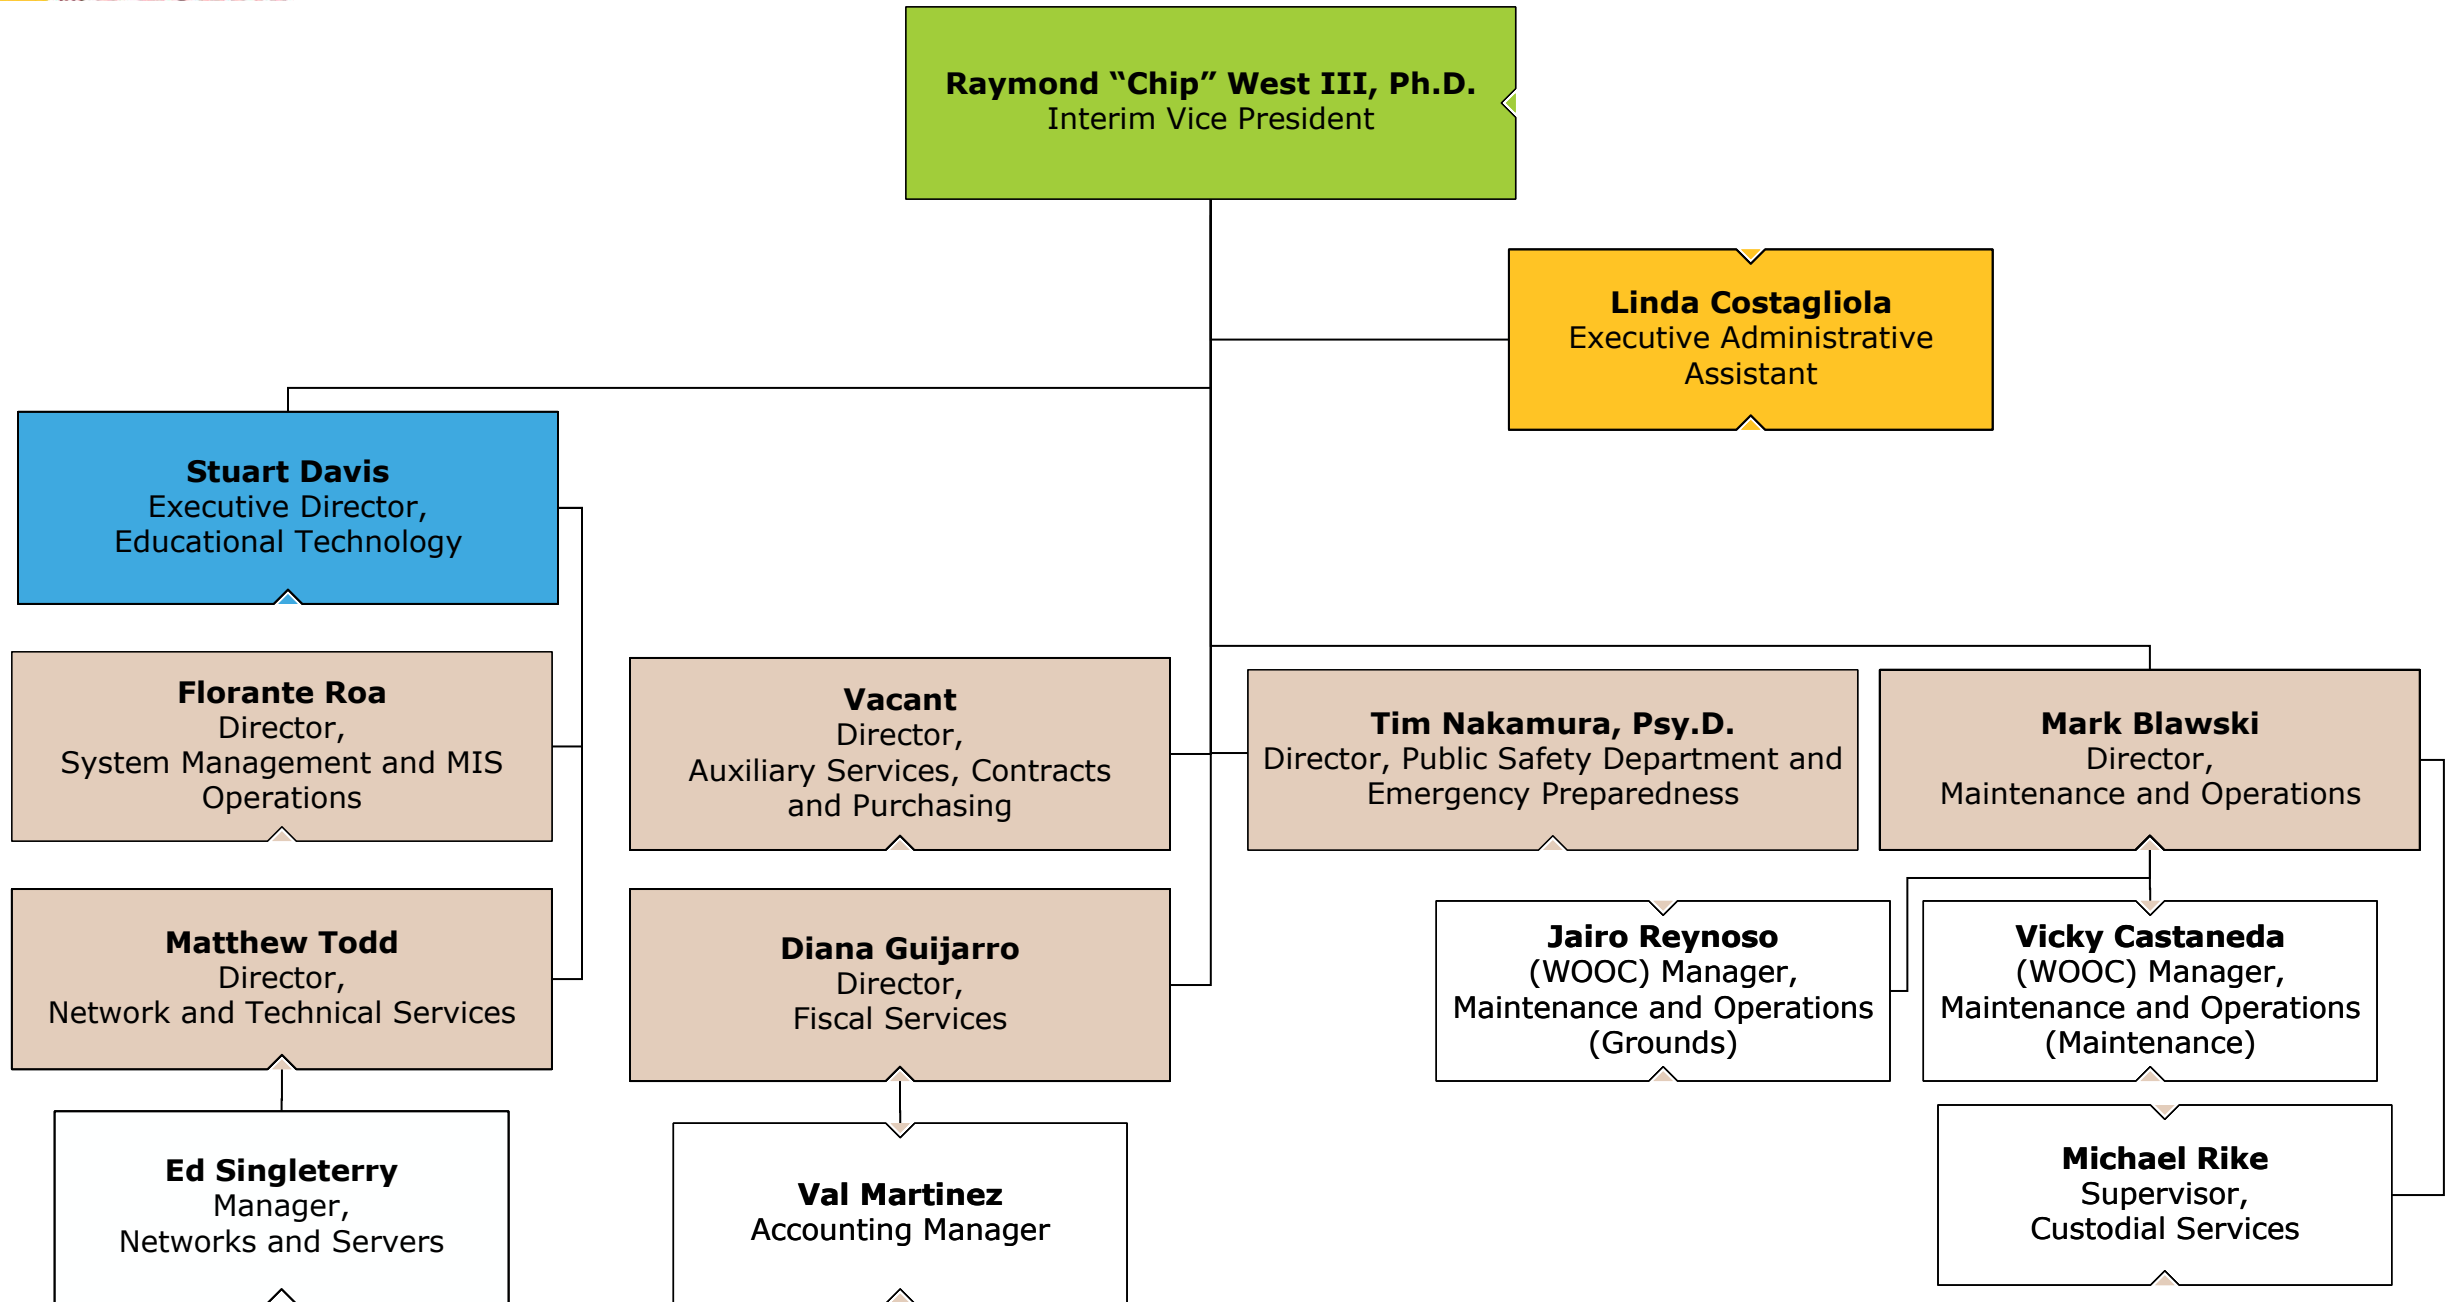 Raymond “Chip” West III, Ph.D.
Interim Vice President
Linda Costagliola
Executive Administrative
Assistant
Stuart Davis
Executive Director,
Educational Technology
Florante Roa
Director,
System Management and MIS
Operations
Vacant
Director,
Auxiliary Services, Contracts
and Purchasing
Tim Nakamura, Psy.D.
Director, Public Safety Department and
Emergency Preparedness
Mark Blawski
Director,
Maintenance and Operations
Matthew Todd
Director,
Network and Technical Services
Diana Guijarro
Director,
Fiscal Services
Jairo Reynoso
(WOOC) Manager,
Maintenance and Operations
(Grounds)
Vicky Castaneda
(WOOC) Manager,
Maintenance and Operations
(Maintenance)
Ed Singleterry
Manager,
Networks and Servers
Val Martinez
Accounting Manager
Michael Rike
Supervisor,
Custodial Services